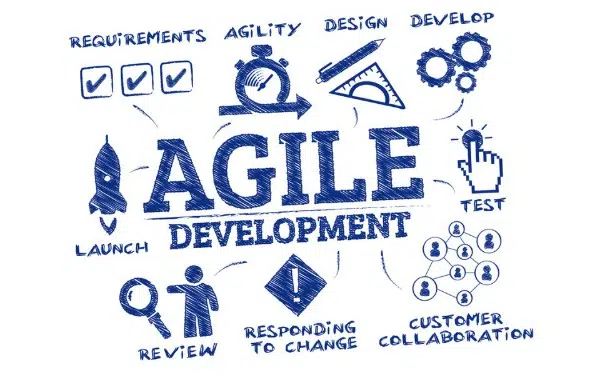 REQUIREMENTS
AGILITY
DESIGN
DEVELOP
AGILE
DEVELOPMENT
TEST
LAUNCH
REVIEW
!
RESPONDING
TO CHANGE
CUSTOMER
COLLABORATION